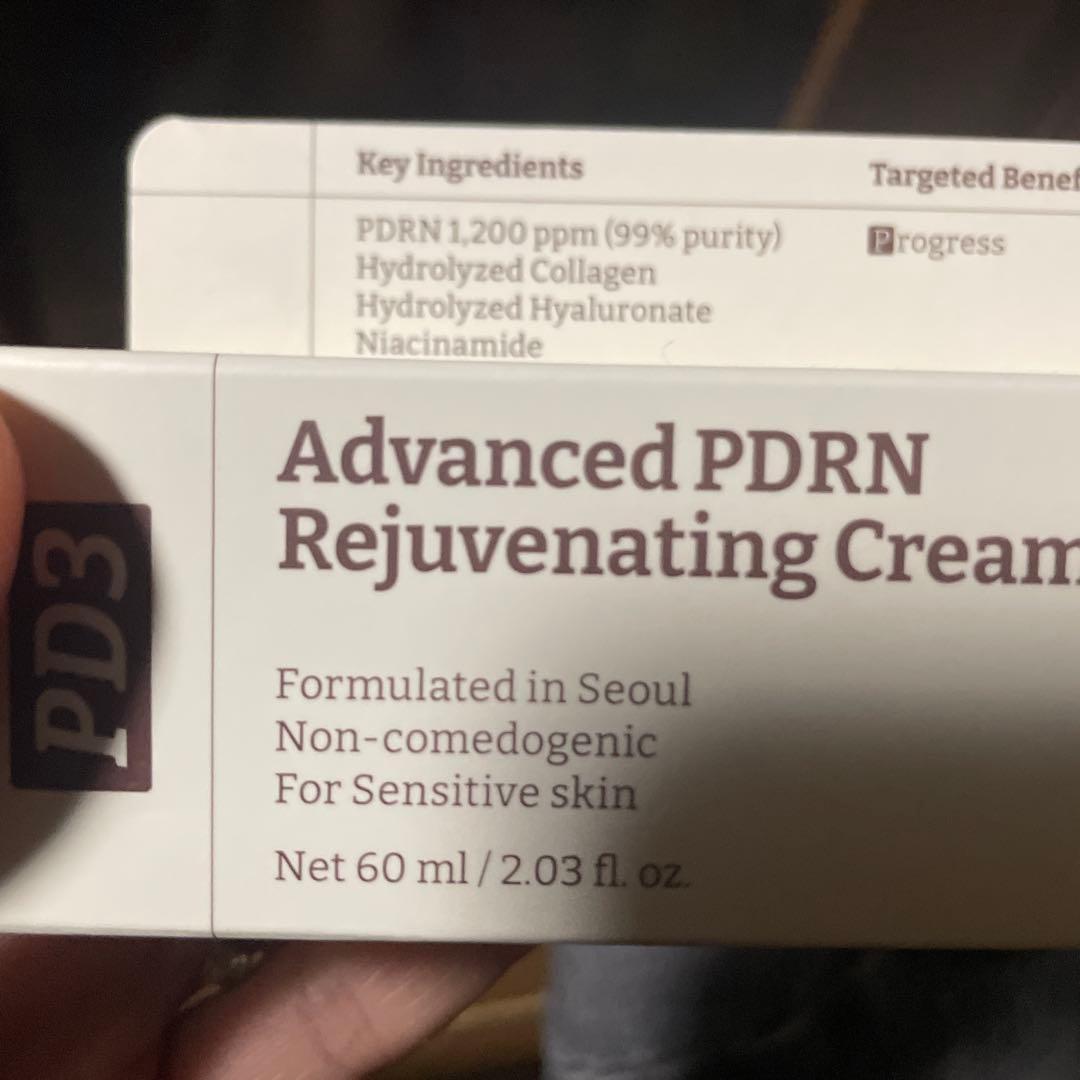 Key Ingredients
Targeted
PDRN 1,200 ppm (99% purity)
Progress
Hydrolyzed Collagen
Hydrolyzed Hyaluronate
Niacinamide
Advanced PDRN
Rejuvenating Cream
PD3
Formulated in Seoul
Non-comedogenic
For Sensitive skin
Net 60 ml / 2.03 fl. oz.